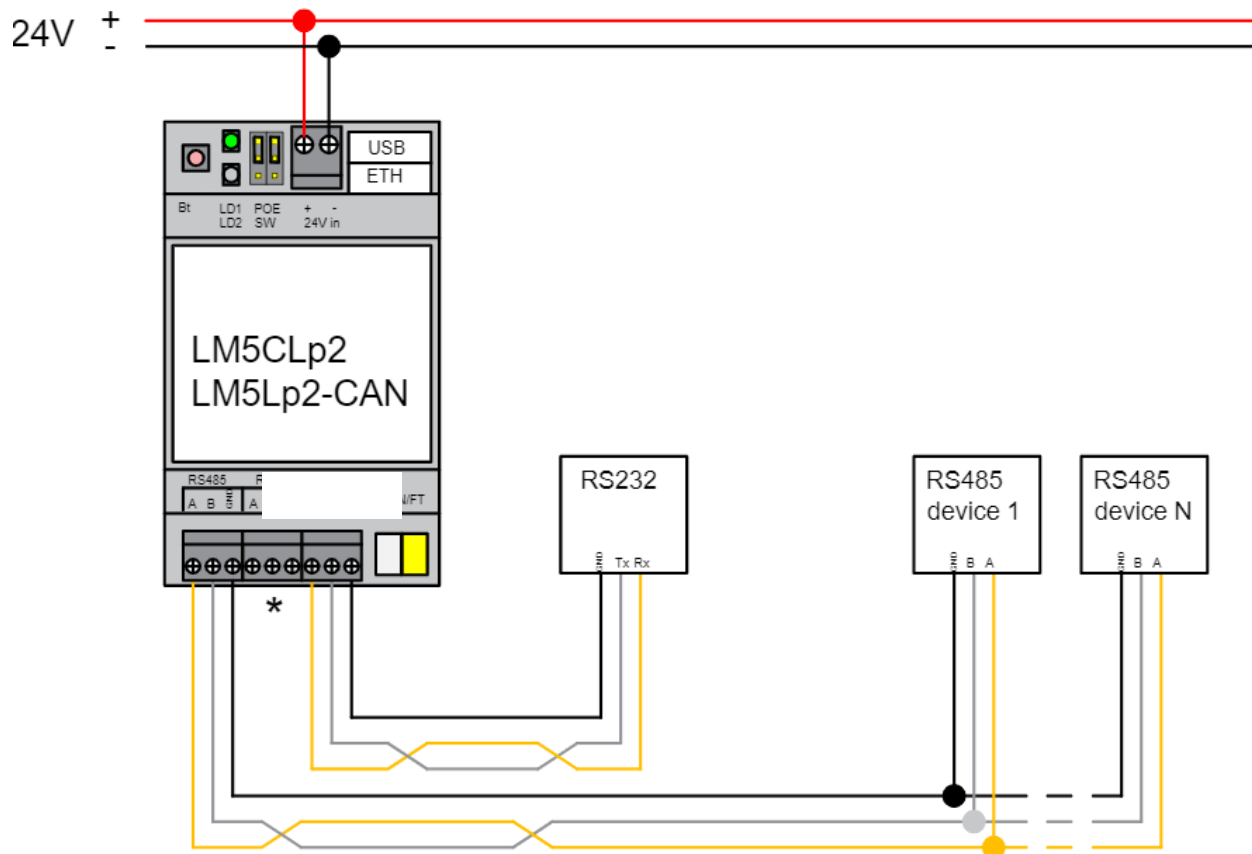 24V
+
-
USB
ETH
Bt LD1 POE + -
LD2 SW 24V in
LM5CLp2
LM5Lp2-CAN
RS485
A B GND A
/FT
*
RS232
GND Tx Rx
RS485
device 1
GND B A
RS485
device N
GND B A